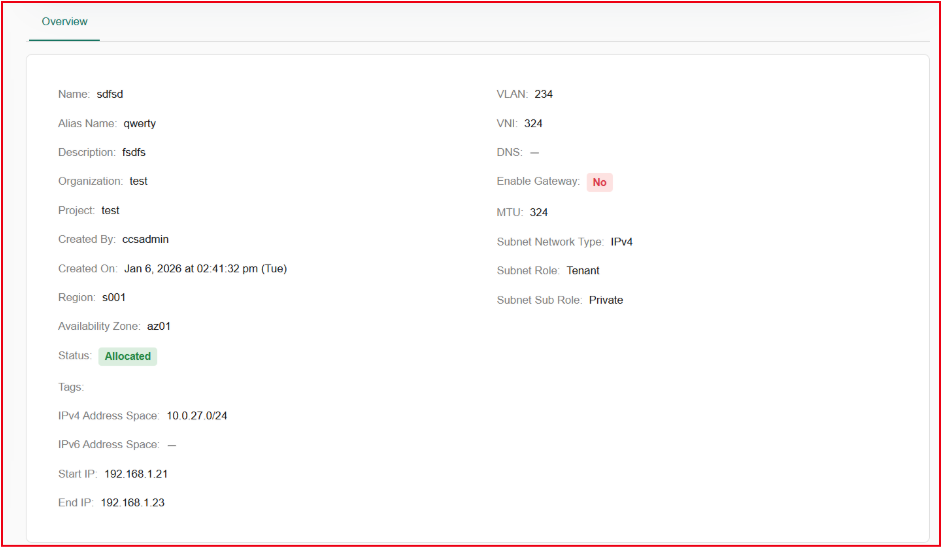 Overview
Name: sdfsd
Alias Name: qwerty
Description: fsdfs
Organization: test
Project: test
Created By: ccsadmin
Created On: Jan 6, 2026 at 02:41:32 pm (Tue)
Region: s001
Availability Zone: az01
Status: Allocated
Tags:
IPv4 Address Space: 10.0.27.0/24
IPv6 Address Space: —
Start IP: 192.168.1.21
End IP: 192.168.1.23
VLAN: 234
VNI: 324
DNS: —
Enable Gateway: No
MTU: 324
Subnet Network Type: IPv4
Subnet Role: Tenant
Subnet Sub Role: Private